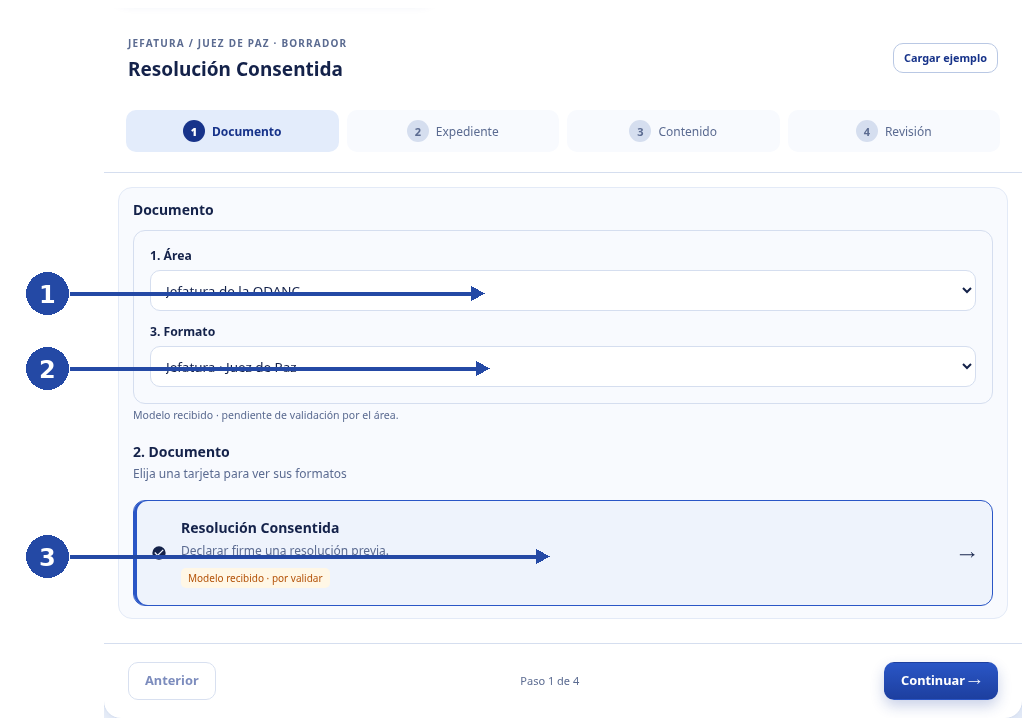 JEFATURA / JUEZ DE PAZ · BORRADOR
Resolución Consentida
Cargar ejemplo
1 Documento
2 Expediente
3 Contenido
4 Revisión
Documento
1. Área
1
Jefatura de la ODANC
3. Formato
2
Jefatura · Juez de Paz
Modelo recibido · pendiente de validación por el área.
2. Documento
Elija una tarjeta para ver sus formatos
Resolución Consentida
3
Declarar firme una resolución previa.
→
Modelo recibido · por validar
Anterior
Paso 1 de 4
Continuar →